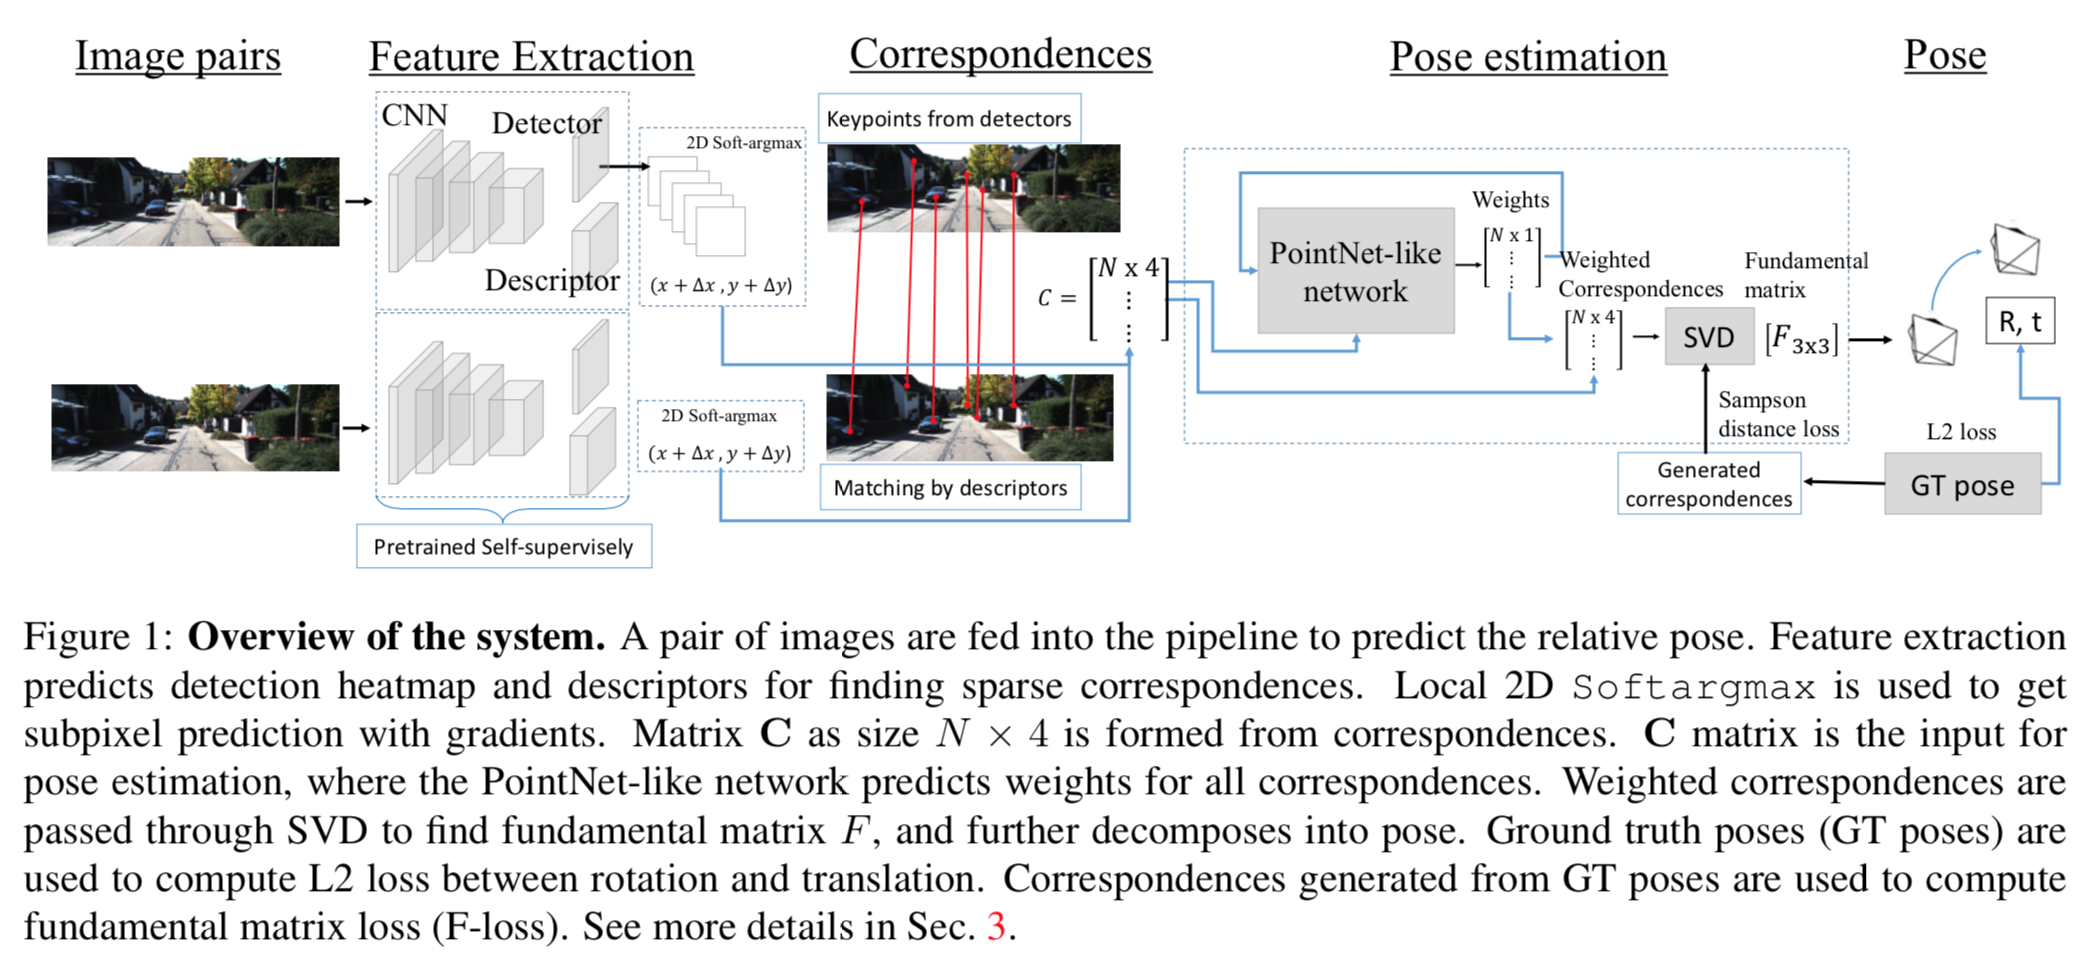 Image pairs
Feature Extraction
Correspondences
Pose estimation
Pose
CNN
Detector
Descriptor
2D Soft-argmax
(x + Δx , y + Δy)
2D Soft-argmax
(x + Δx , y + Δy)
Pretrained Self-supervisely
Keypoints from detectors
Matching by descriptors
C = [N x 4]
PointNet-like
network
Weights
[N x 1]
Weighted
Correspondences
[N x 4]
SVD
Fundamental
matrix
[F3x3]
Sampson
distance loss
Generated
correspondences
R, t
L2 loss
GT pose
Figure 1: Overview of the system. A pair of images are fed into the pipeline to predict the relative pose. Feature extraction
predicts detection heatmap and descriptors for finding sparse correspondences. Local 2D Softargmax is used to get
subpixel prediction with gradients. Matrix C as size N × 4 is formed from correspondences. C matrix is the input for
pose estimation, where the PointNet-like network predicts weights for all correspondences. Weighted correspondences are
passed through SVD to find fundamental matrix F, and further decomposes into pose. Ground truth poses (GT poses) are
used to compute L2 loss between rotation and translation. Correspondences generated from GT poses are used to compute
fundamental matrix loss (F-loss). See more details in Sec. 3.